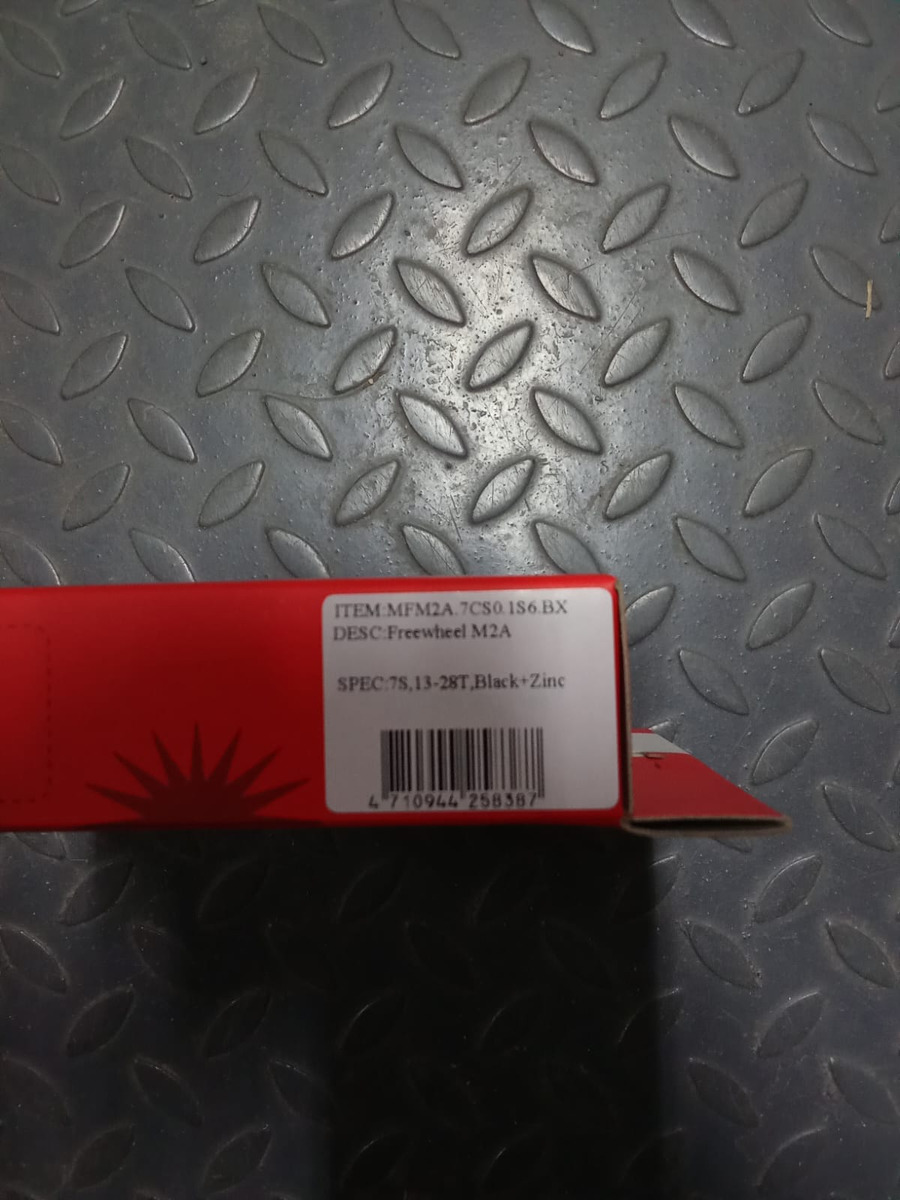 ITEM:MFM2A.7CS0.1S6.BX
DESC:Freewheel M2A
SPEC:7S,13-28T,Black+Zinc
4 710944 258387